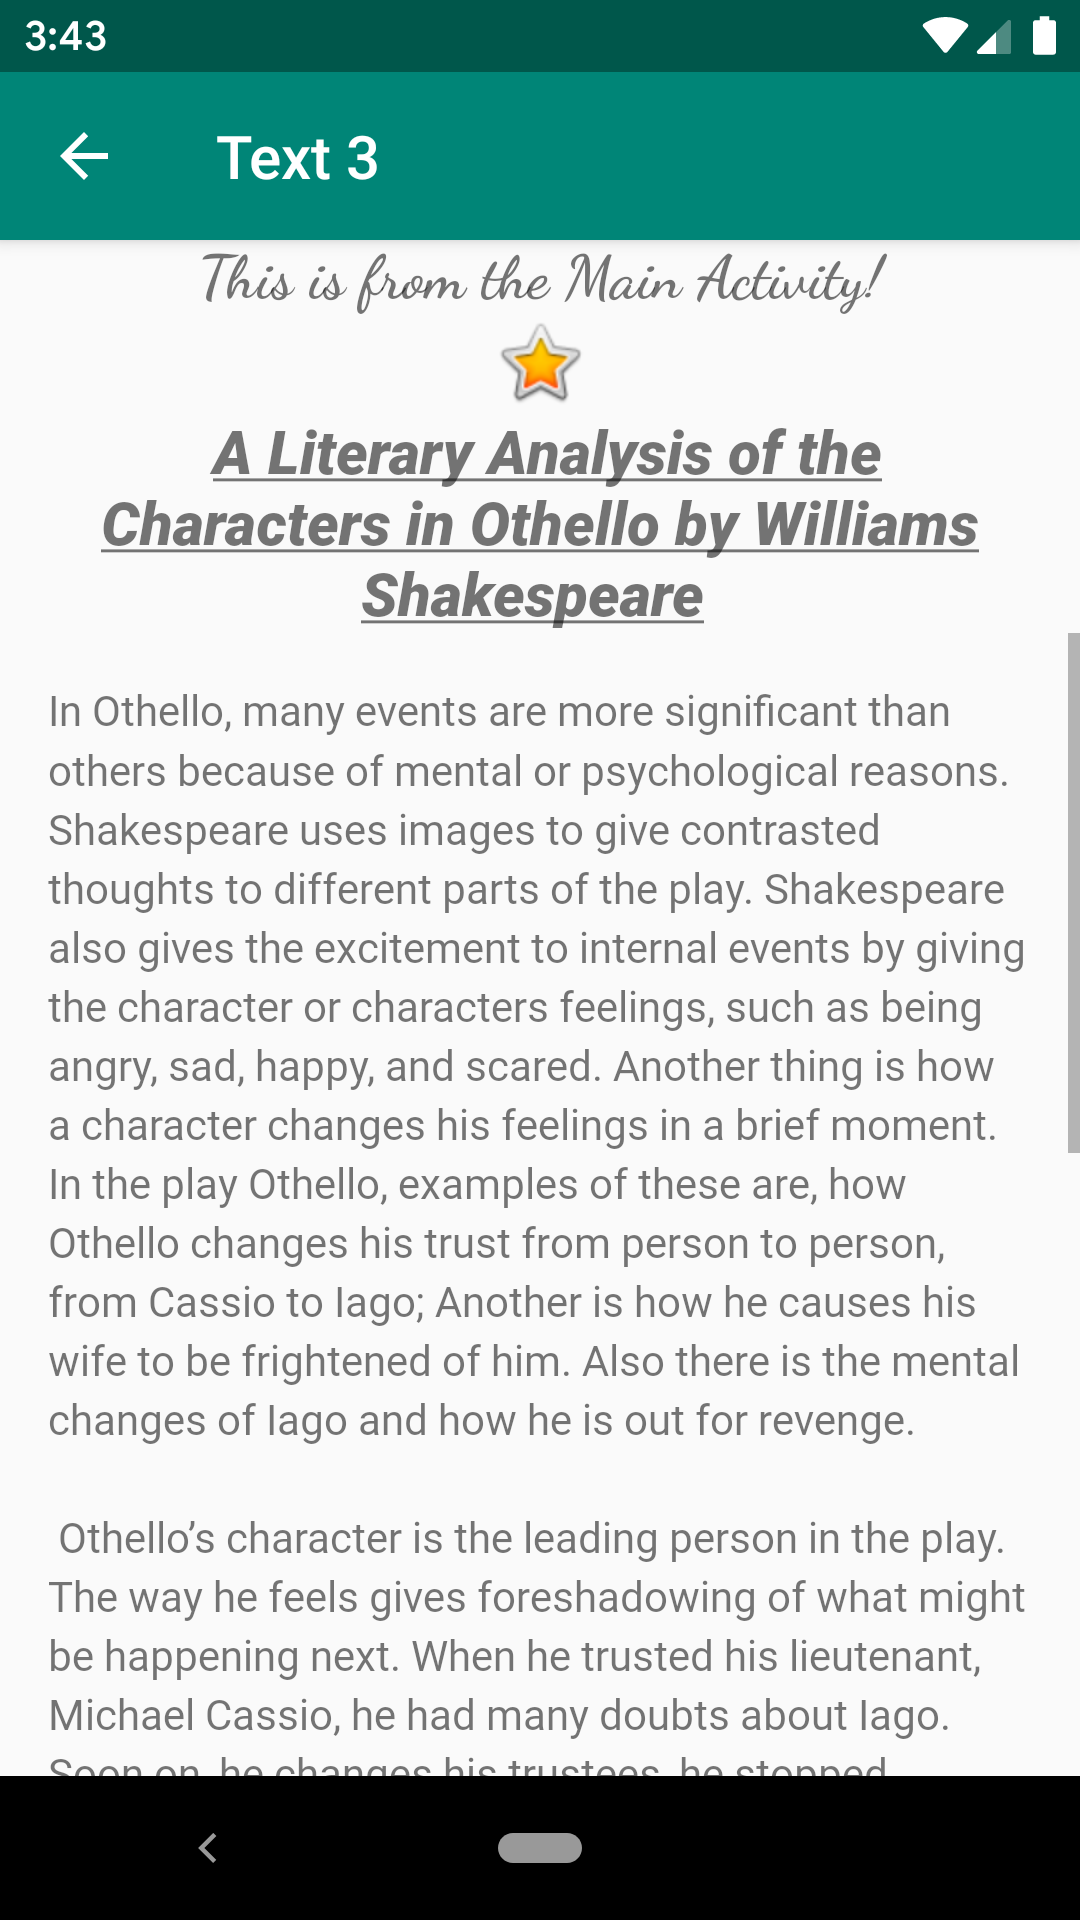 3:43
Text 3
This is from the Main Activity!
A Literary Analysis of the
Characters in Othello by Williams
Shakespeare
In Othello, many events are more significant than
others because of mental or psychological reasons.
Shakespeare uses images to give contrasted
thoughts to different parts of the play. Shakespeare
also gives the excitement to internal events by giving
the character or characters feelings, such as being
angry, sad, happy, and scared. Another thing is how
a character changes his feelings in a brief moment.
In the play Othello, examples of these are, how
Othello changes his trust from person to person,
from Cassio to Iago; Another is how he causes his
wife to be frightened of him. Also there is the mental
changes of Iago and how he is out for revenge.
Othello’s character is the leading person in the play.
The way he feels gives foreshadowing of what might
be happening next. When he trusted his lieutenant,
Michael Cassio, he had many doubts about Iago.
Soon on, he changes his trustees, he stopped